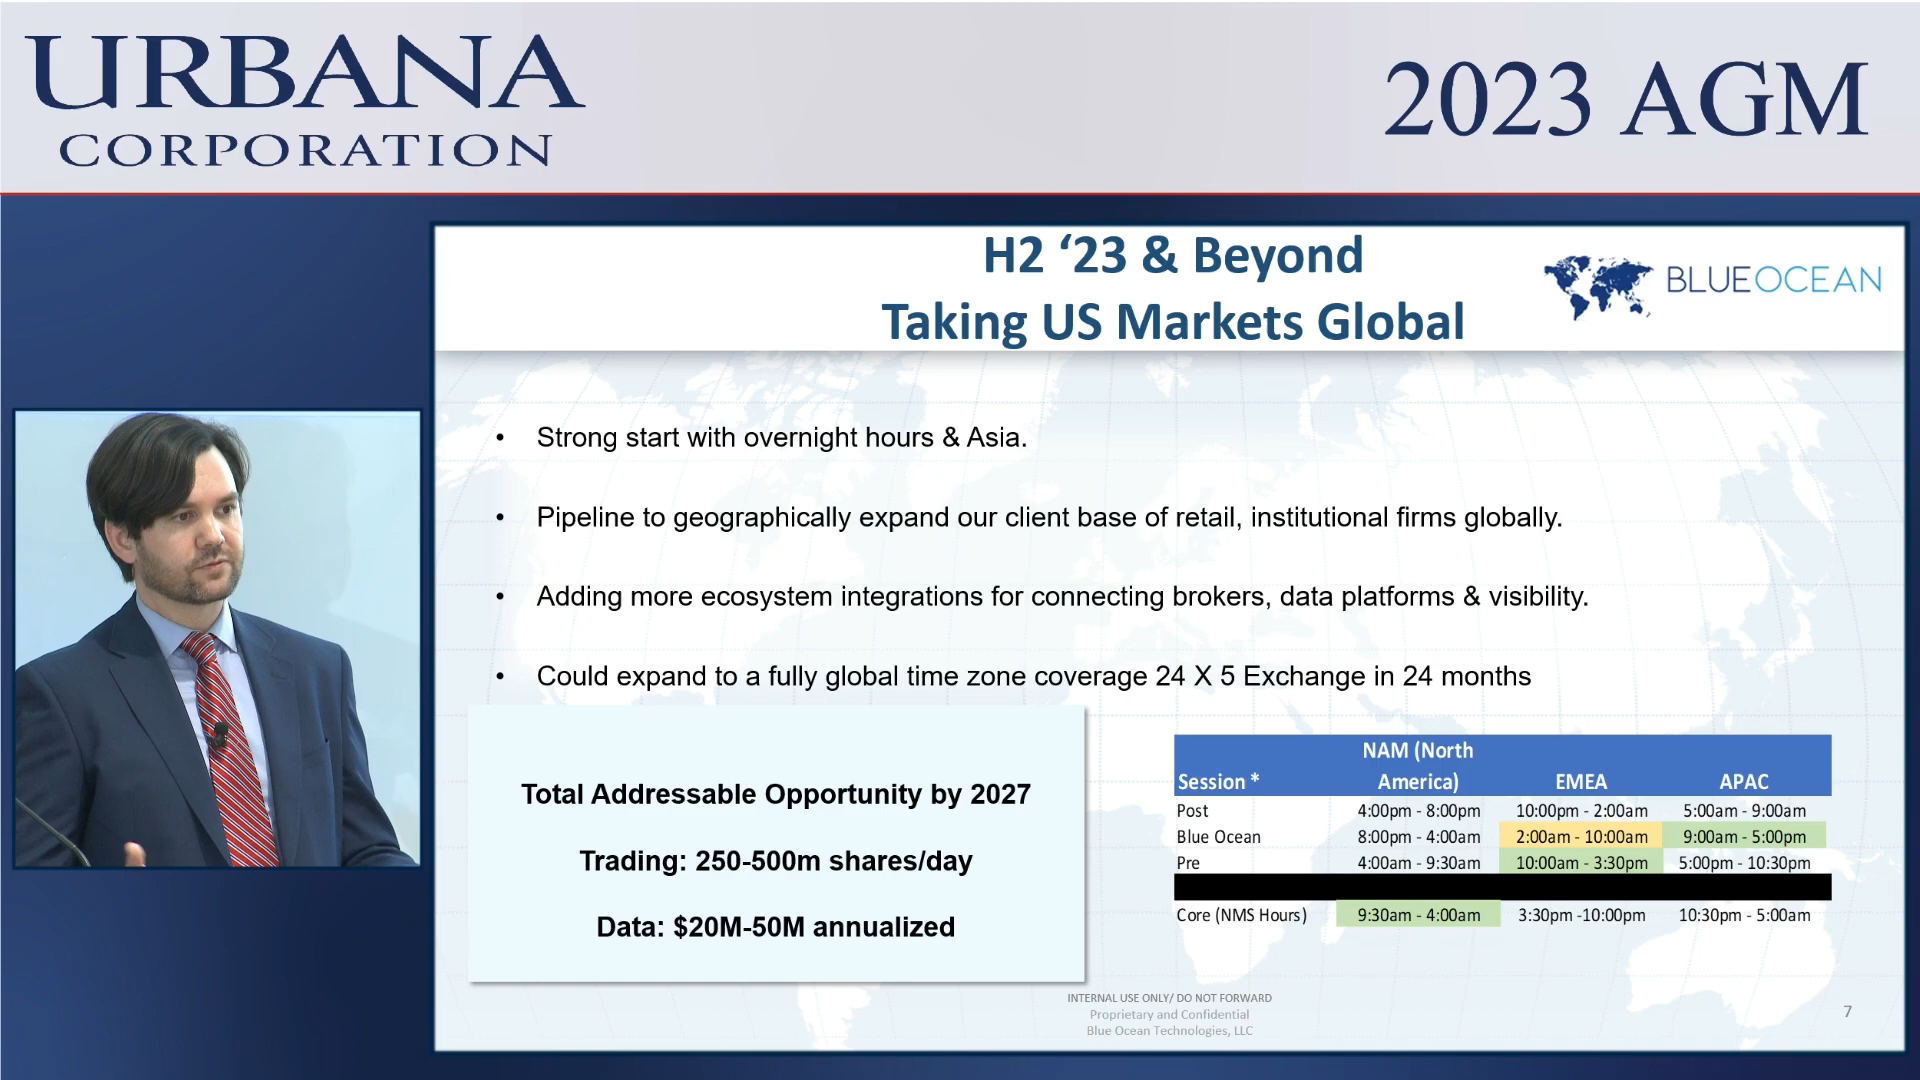 URBANA
CORPORATION
2023 AGM
H2 ‘23 & Beyond
Taking US Markets Global
BLUEOCEAN
• Strong start with overnight hours & Asia.
• Pipeline to geographically expand our client base of retail, institutional firms globally.
• Adding more ecosystem integrations for connecting brokers, data platforms & visibility.
• Could expand to a fully global time zone coverage 24 X 5 Exchange in 24 months
Total Addressable Opportunity by 2027
Trading: 250-500m shares/day
Data: $20M-50M annualized
NAM (North
Session * America) EMEA APAC
Post 4:00pm - 8:00pm 10:00pm - 2:00am 5:00am - 9:00am
Blue Ocean 8:00pm - 4:00am 2:00am - 10:00am 9:00am - 5:00pm
Pre 4:00am - 9:30am 10:00am - 3:30pm 5:00pm - 10:30pm
Core (NMS Hours) 9:30am - 4:00am 3:30pm -10:00pm 10:30pm - 5:00am
INTERNAL USE ONLY/ DO NOT FORWARD
Proprietary and Confidential
Blue Ocean Technologies, LLC
7